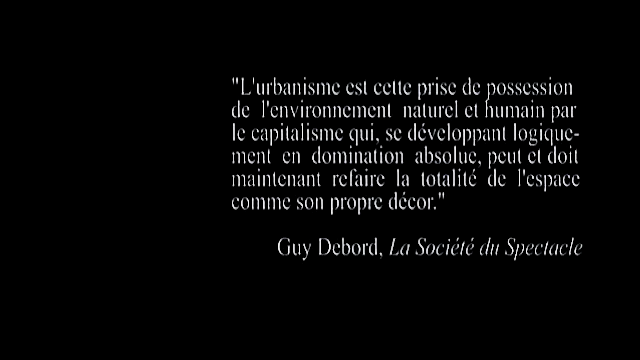 "L'urbanisme est cette prise de possession
de l'environnement naturel et humain par
le capitalisme qui, se développant logique-
ment en domination absolue, peut et doit
maintenant refaire la totalité de l'espace
comme son propre décor."
Guy Debord, La Société du Spectacle